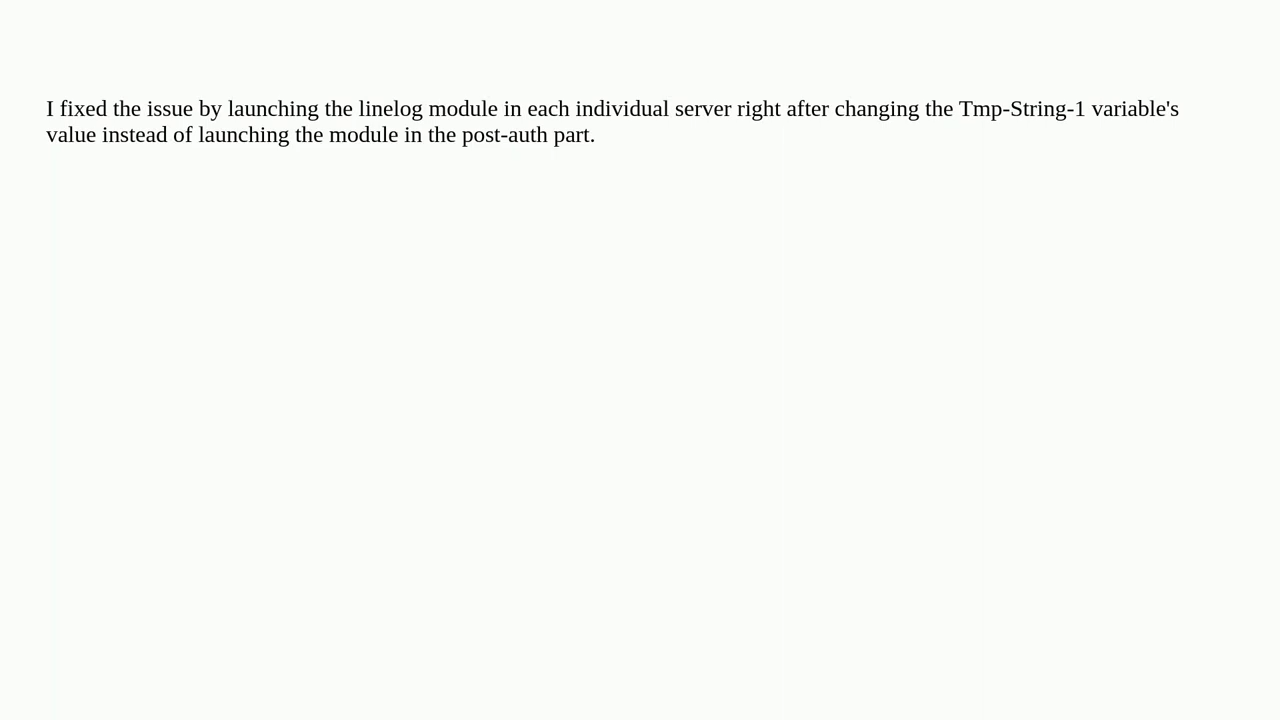 I fixed the issue by launching the linelog module in each individual server right after changing the Tmp-String-1 variable's
value instead of launching the module in the post-auth part.